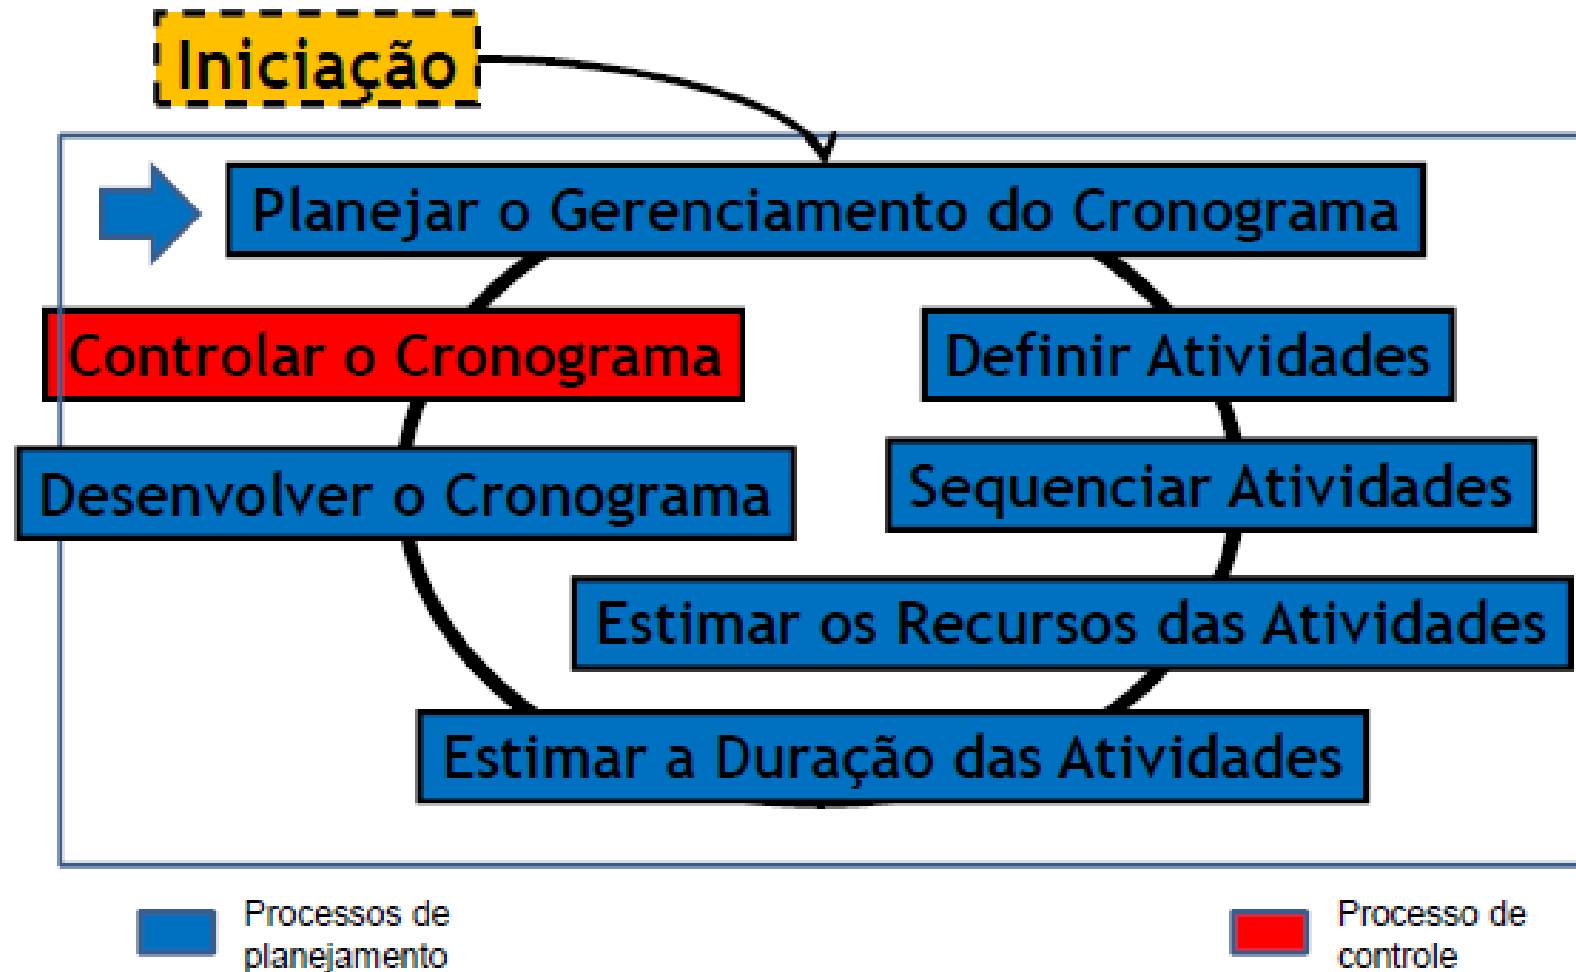 Iniciação
Planejar o Gerenciamento do Cronograma
Controlar o Cronograma
Definir Atividades
Desenvolver o Cronograma
Sequenciar Atividades
Estimar os Recursos das Atividades
Estimar a Duração das Atividades
Processos de
planejamento
Processo de
controle